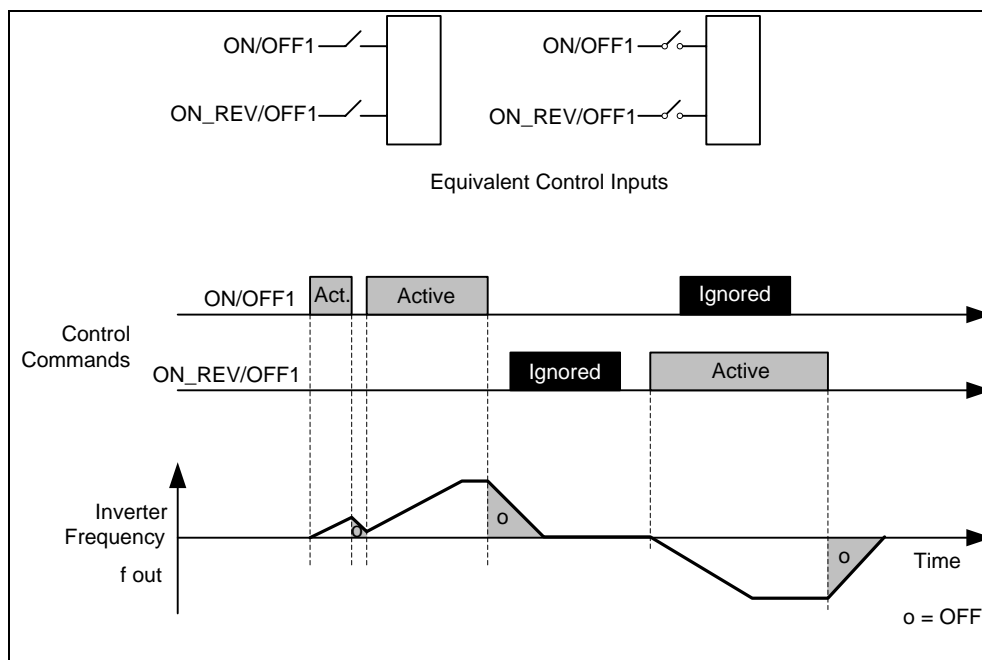 ON/OFF1
ON/OFF1
ON_REV/OFF1
ON_REV/OFF1
Equivalent Control Inputs
ON/OFF1
Act.
Active
Ignored
Control
Commands
ON_REV/OFF1
Ignored
Active
Inverter
Frequency
f out
o
o
o
Time
o = OFF